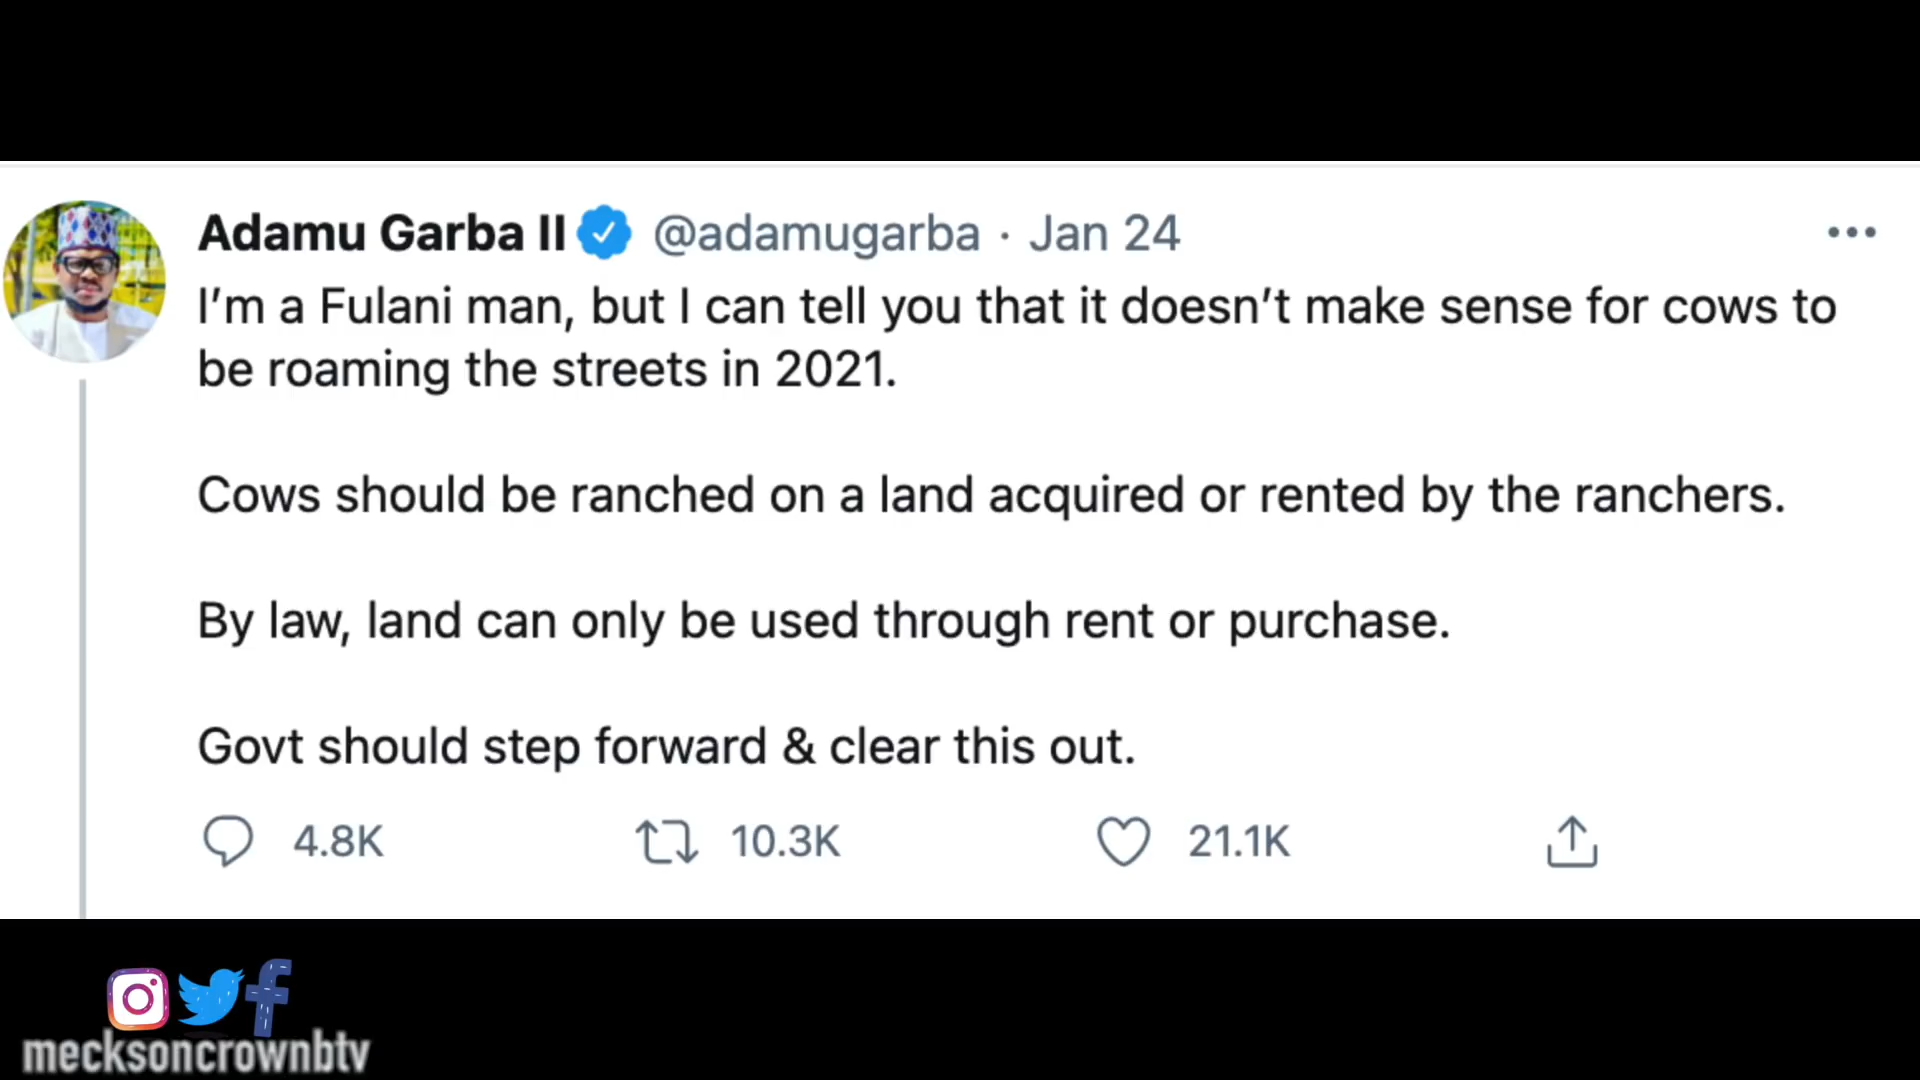 Adamu Garba II @adamugarba · Jan 24
I’m a Fulani man, but I can tell you that it doesn’t make sense for cows to
be roaming the streets in 2021.
Cows should be ranched on a land acquired or rented by the ranchers.
By law, land can only be used through rent or purchase.
Govt should step forward & clear this out.
4.8K 10.3K 21.1K
mecksoncrownbtv